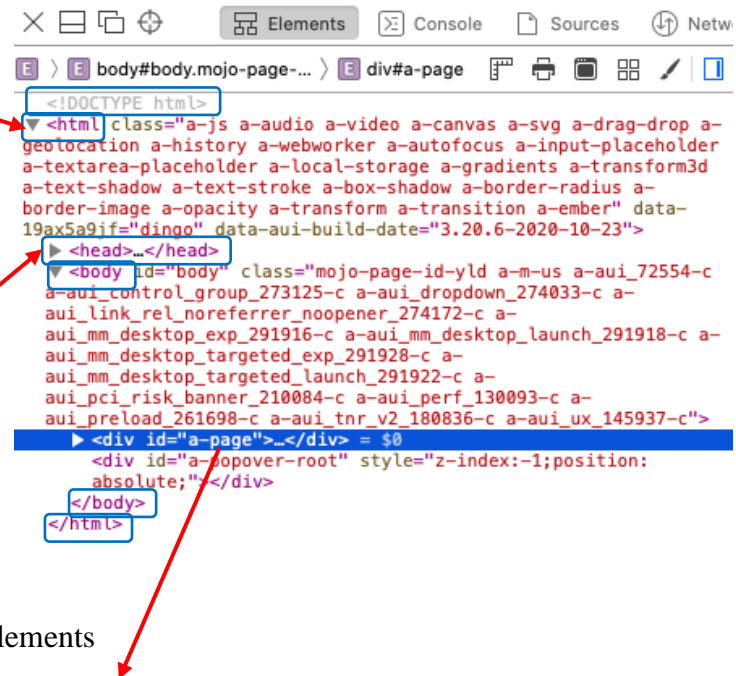 Elements Console Sources Netw
E 〉 E body#body.mojo-page-... 〉 E div#a-page
<!DOCTYPE html>
▼ <html class="a-js a-audio a-video a-canvas a-svg a-drag-drop a-
geolocation a-history a-webworker a-autofocus a-input-placeholder
a-textarea-placeholder a-local-storage a-gradients a-transform3d
a-text-shadow a-text-stroke a-box-shadow a-border-radius a-
border-image a-opacity a-transform a-transition a-ember" data-
19ax5a9jf="dingo" data-aui-build-date="3.20.6-2020-10-23">
▶ <head>…</head>
▼ <body id="body" class="mojo-page-id-yld a-m-us a-aui_72554-c
a-aui_control_group_273125-c a-aui_dropdown_274033-c a-
aui_link_rel_noreferrer_noopener_274172-c a-
aui_mm_desktop_exp_291916-c a-aui_mm_desktop_launch_291918-c a-
aui_mm_desktop_targeted_exp_291928-c a-
aui_mm_desktop_targeted_launch_291922-c a-
aui_pci_risk_banner_210084-c a-aui_perf_130093-c a-
aui_preload_261698-c a-aui_tnr_v2_180836-c a-aui_ux_145937-c">
▶ <div id="a-page">…</div> = $0
<div id="a-popover-root" style="z-index:-1;position:
absolute;"></div>
</body>
</html>
lements